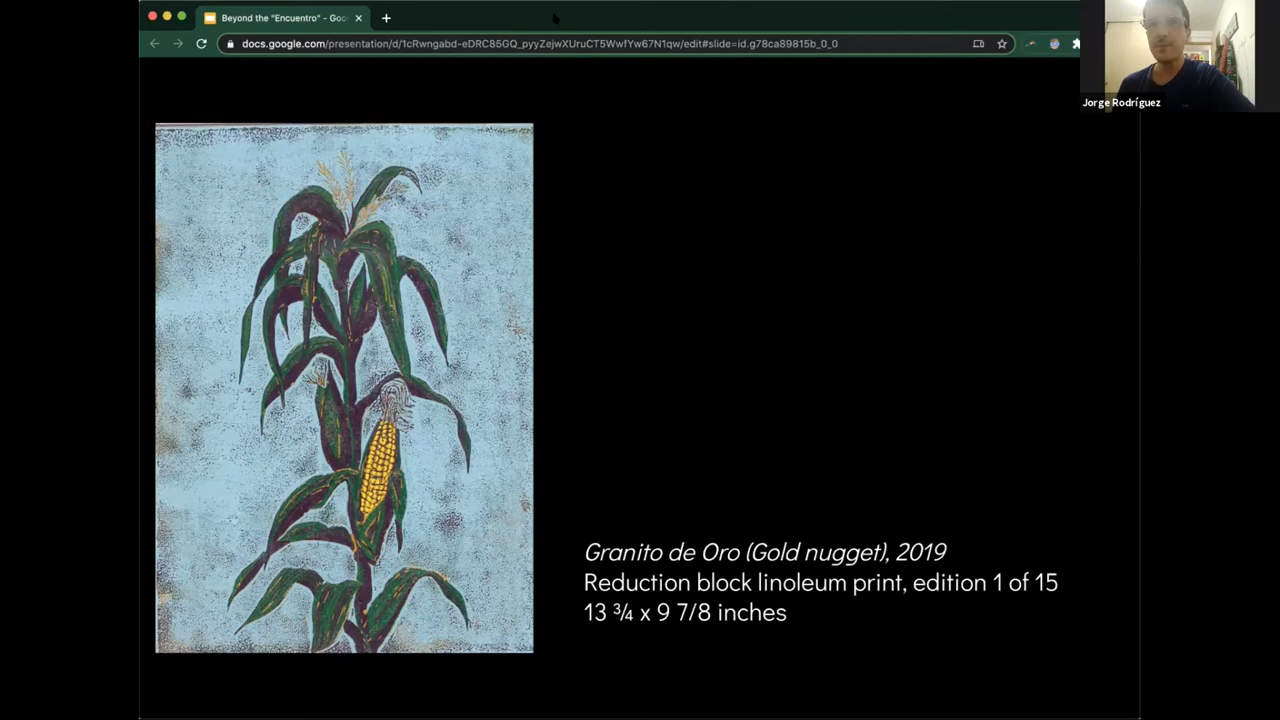 Beyond the "Encuentro" - Goo
docs.google.com/presentation/d/1cRwngabd-eDRC85GQ_pyyZejwXUruCT5WwfYw67N1qw/edit#slide=id.g78ca89815b_0_0
Jorge Rodríguez
Granito de Oro (Gold nugget), 2019
Reduction block linoleum print, edition 1 of 15
13 ¾ x 9 7/8 inches